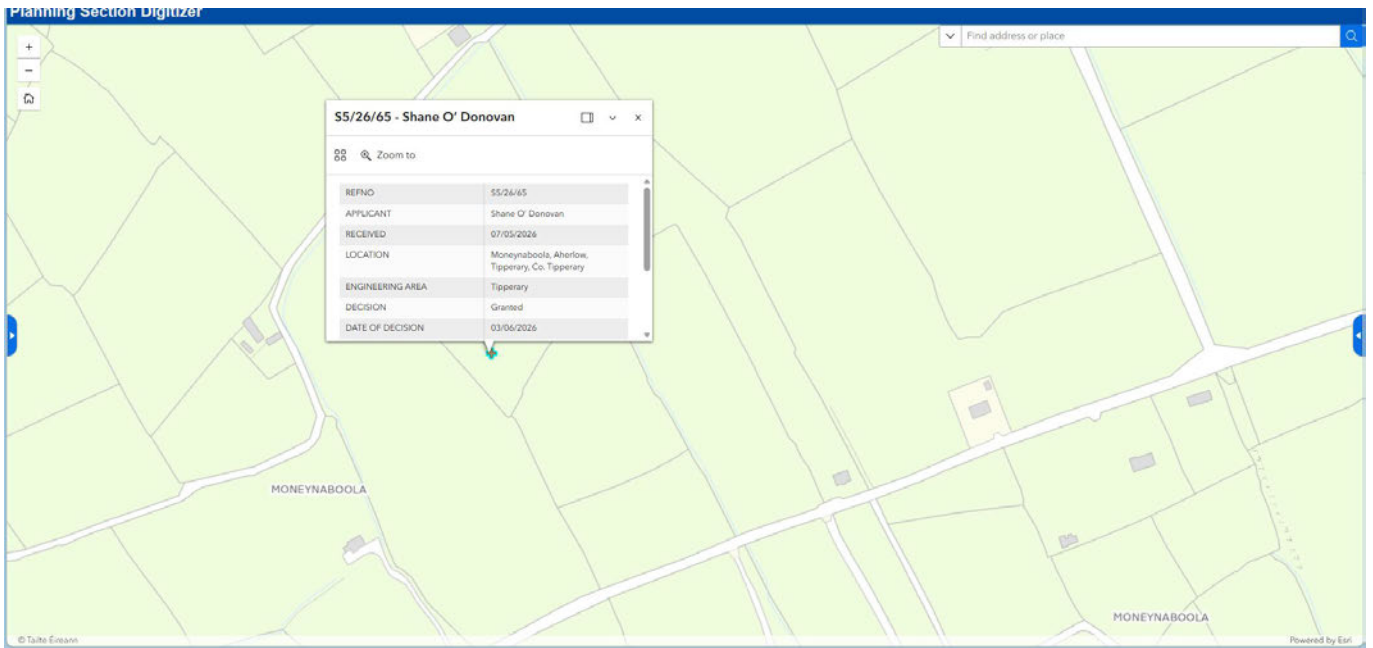 Planning Section Digitizer
Find address or place
S5/26/65 - Shane O' Donovan
Zoom to
REFNO S5/26/65
APPLICANT Shane O' Donovan
RECEIVED 07/05/2026
LOCATION Moneynaboola, Aherlow,
Tipperary, Co. Tipperary
ENGINEERING AREA Tipperary
DECISION Granted
DATE OF DECISION 03/06/2026
MONEYNABOOLA
MONEYNABOOLA
© Tailte Éireann
Powered by Esri